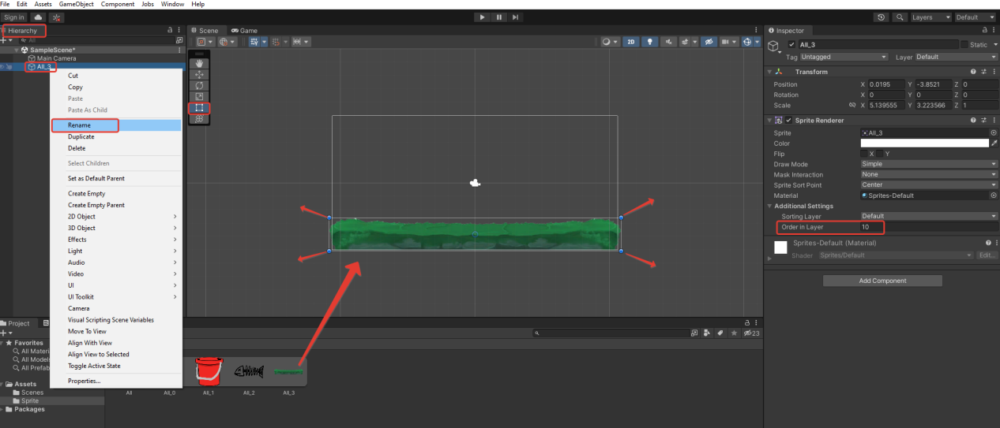 File Edit Assets GameObject Component Jobs Window Help
Sign in
Layers
Default
Hierarchy
All
SampleScene*
Main Camera
All_3
Cut
Copy
Paste
Paste As Child
Rename
Duplicate
Delete
Select Children
Set as Default Parent
Create Empty
Create Empty Parent
2D Object
3D Object
Effects
Light
Audio
Video
UI
UI Toolkit
Camera
Visual Scripting Scene Variables
Move To View
Align With View
Align View to Selected
Toggle Active State
Properties...
Scene
Game
2D
Inspector
All_3
Static
Tag Untagged
Layer Default
Transform
Position X 0.0195 Y -3.8521 Z 0
Rotation X 0 Y 0 Z 0
Scale X 5.139555 Y 3.223566 Z 1
Sprite Renderer
Sprite All_3
Color
Flip X Y
Draw Mode Simple
Mask Interaction None
Sprite Sort Point Center
Material Sprites-Default
Additional Settings
Sorting Layer Default
Order in Layer 10
Sprites-Default (Material)
Shader Sprites/Default Edit...
Add Component
Project
23
Favorites
All Materi
All Model
All Prefab
Assets
Scenes
Sprite
Packages
All All_0 All_1 All_2 All_3